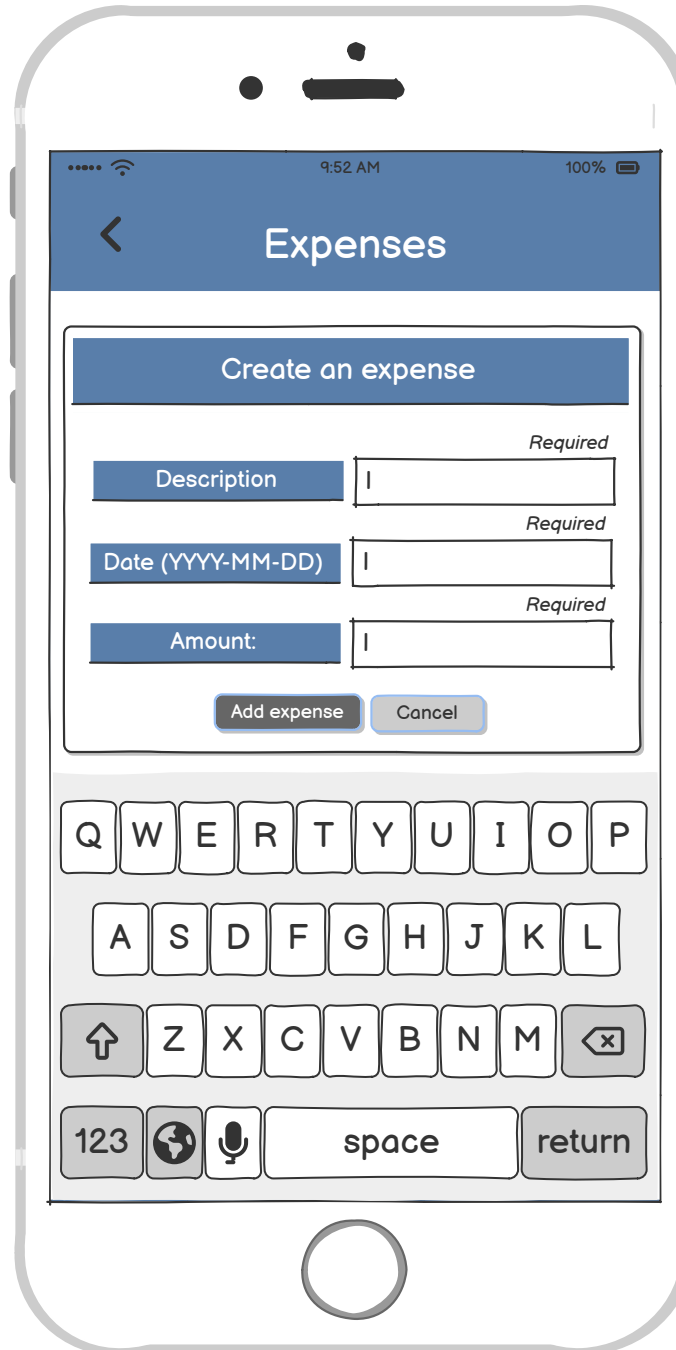 9:52 AM 100%
Expenses
Create an expense
Required
Description
Required
Date (YYYY-MM-DD)
Required
Amount:
Add expense Cancel
Q W E R T Y U I O P
A S D F G H J K L
Z X C V B N M
123 space return